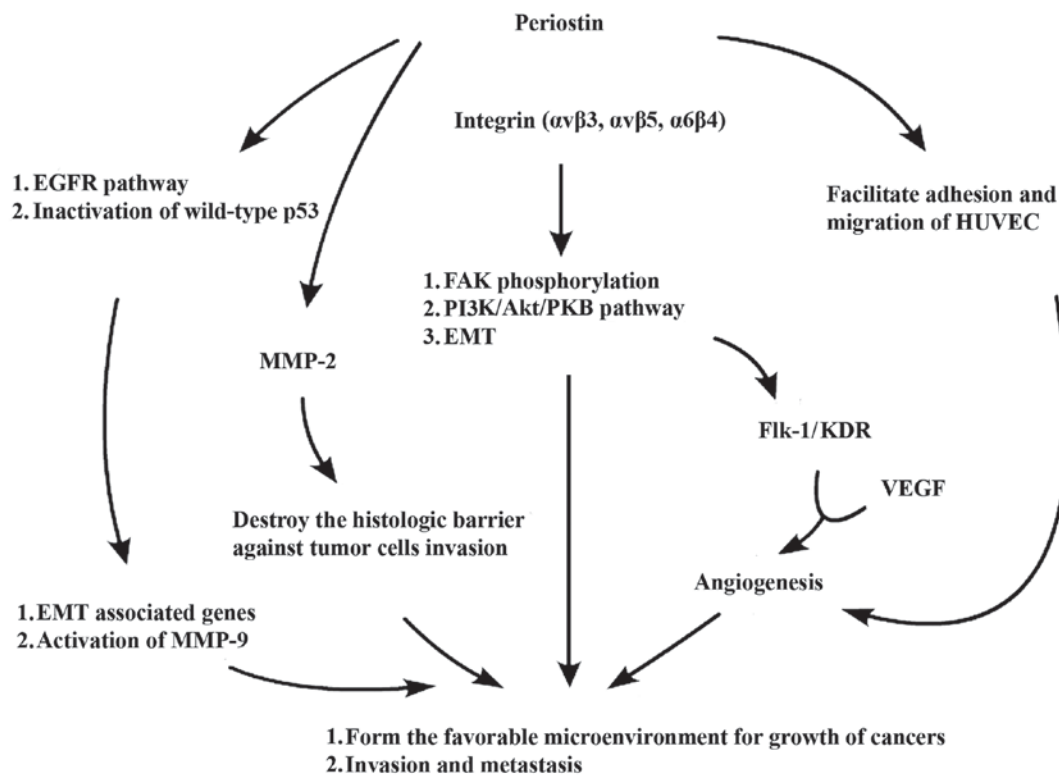 Periostin
Integrin (αvβ3, αvβ5, α6β4)
1. EGFR pathway
2. Inactivation of wild-type p53
Facilitate adhesion and
migration of HUVEC
1. FAK phosphorylation
2. PI3K/Akt/PKB pathway
3. EMT
MMP-2
Flk-1/KDR
VEGF
Destroy the histologic barrier
against tumor cells invasion
Angiogenesis
1. EMT associated genes
2. Activation of MMP-9
1. Form the favorable microenvironment for growth of cancers
2. Invasion and metastasis